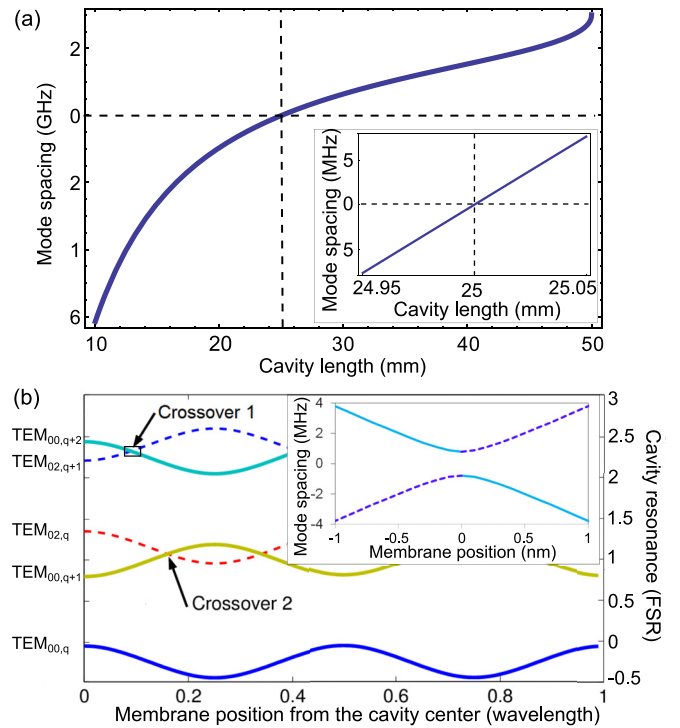 (a)
Mode spacing (GHz)
2
0
2
1
6
10
20
30
40
50
Cavity length (mm)
Mode spacing (MHz)
5
0
5
24.95
25
25.05
Cavity length (mm)
(b)
TEM00,q+2
TEM02,q+1
TEM02,q
TEM00,q+1
TEM00,q
Crossover 1
Crossover 2
0
0.2
0.4
0.6
0.8
1
Membrane position from the cavity center (wavelength)
3
2.5
2
1.5
1
0.5
0
-0.5
Cavity resonance (FSR)
Mode spacing (MHz)
4
2
0
-2
-4
-1
-0.5
0
0.5
1
Membrane position (nm)